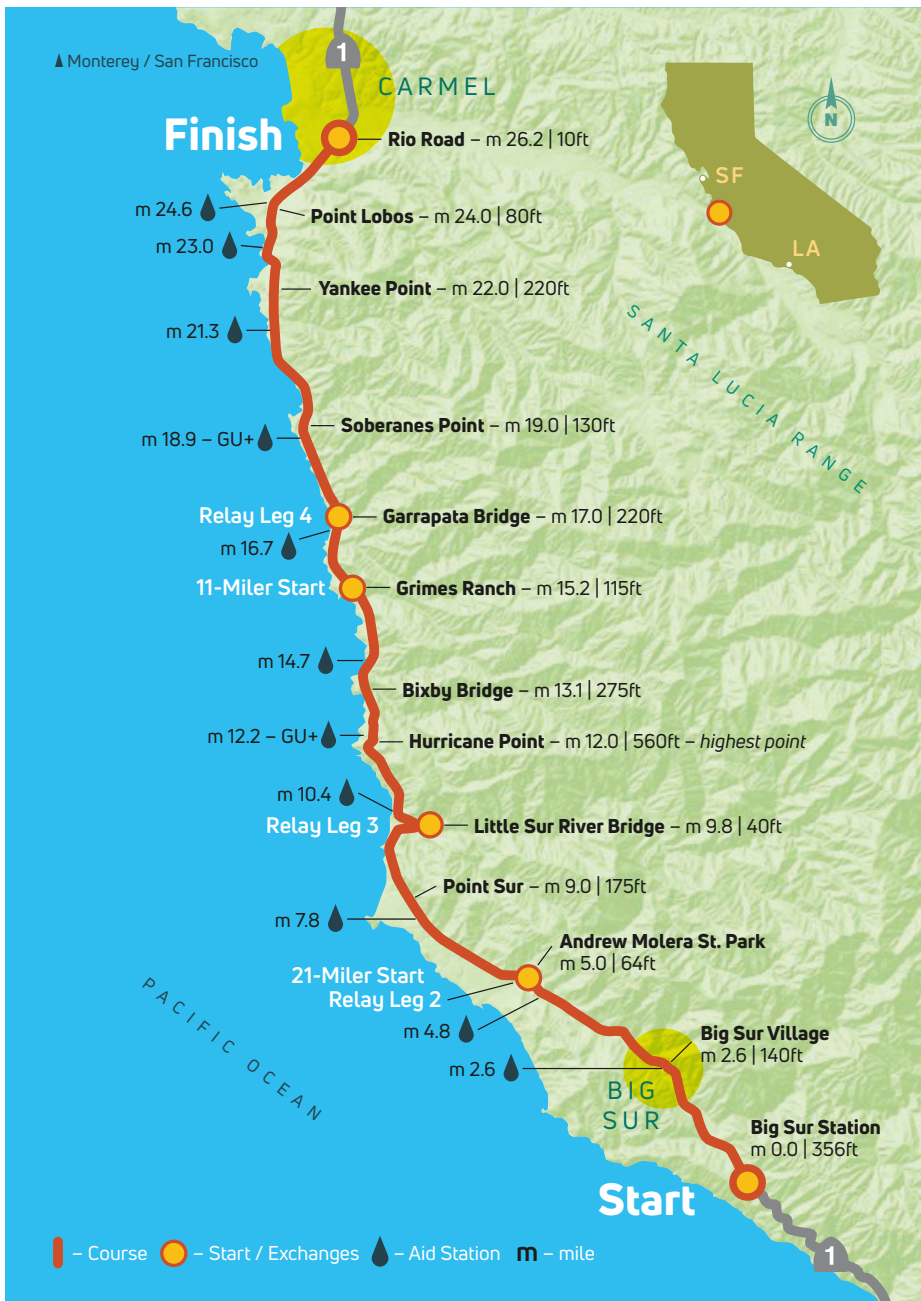 Monterey / San Francisco
1
CARMEL
N
Finish
Rio Road – m 26.2 | 10ft
SF
LA
m 24.6
Point Lobos – m 24.0 | 80ft
m 23.0
Yankee Point – m 22.0 | 220ft
m 21.3
SANTA LUCIA RANGE
m 18.9 – GU+
Soberanes Point – m 19.0 | 130ft
Relay Leg 4
Garrapata Bridge – m 17.0 | 220ft
m 16.7
11-Miler Start
Grimes Ranch – m 15.2 | 115ft
m 14.7
Bixby Bridge – m 13.1 | 275ft
m 12.2 – GU+
Hurricane Point – m 12.0 | 560ft – highest point
m 10.4
Relay Leg 3
Little Sur River Bridge – m 9.8 | 40ft
Point Sur – m 9.0 | 175ft
m 7.8
Andrew Molera St. Park
m 5.0 | 64ft
21-Miler Start
Relay Leg 2
m 4.8
PACIFIC OCEAN
Big Sur Village
m 2.6 | 140ft
m 2.6
BIG
SUR
Big Sur Station
m 0.0 | 356ft
Start
1
– Course
– Start / Exchanges
– Aid Station
m – mile